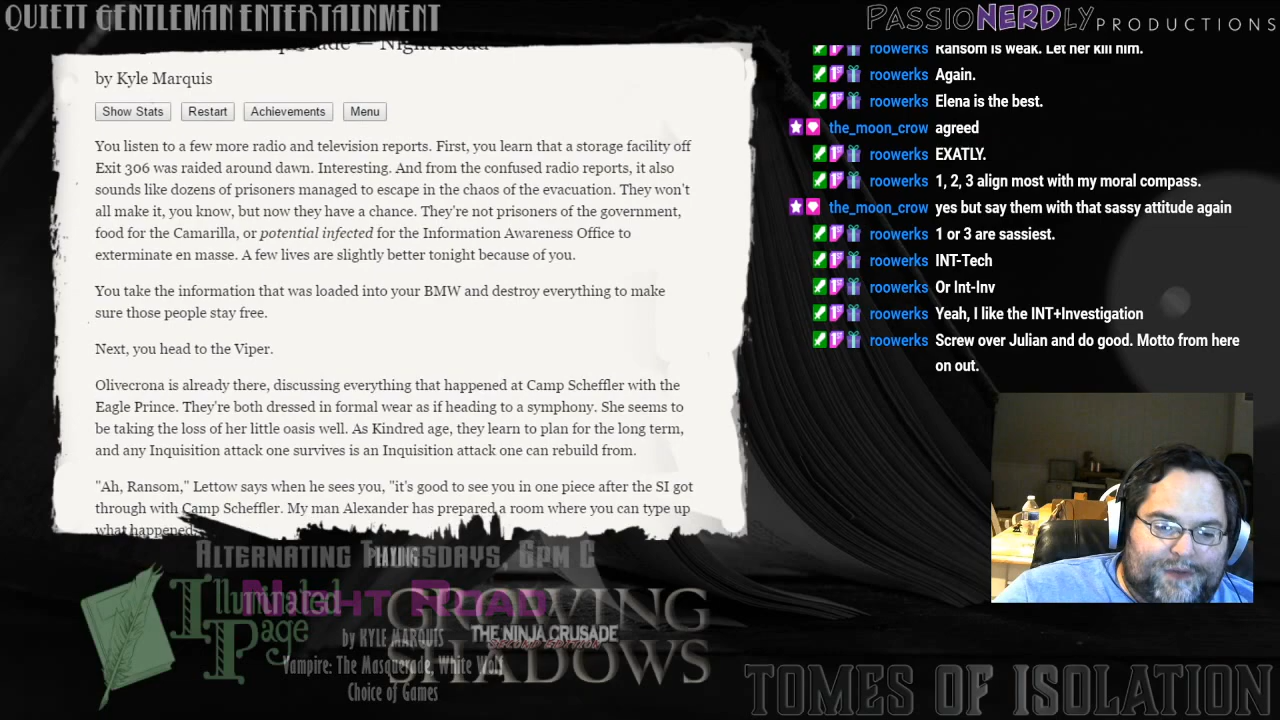 QUIETT GENTLEMAN ENTERTAINMENT
PASSIONERDLY PRODUCTIONS
Night Road
by Kyle Marquis
Show Stats Restart Achievements Menu
You listen to a few more radio and television reports. First, you learn that a storage facility off
Exit 306 was raided around dawn. Interesting. And from the confused radio reports, it also
sounds like dozens of prisoners managed to escape in the chaos of the evacuation. They won't
all make it, you know, but now they have a chance. They're not prisoners of the government,
food for the Camarilla, or potential infected for the Information Awareness Office to
exterminate en masse. A few lives are slightly better tonight because of you.
You take the information that was loaded into your BMW and destroy everything to make
sure those people stay free.
Next, you head to the Viper.
Olivecrona is already there, discussing everything that happened at Camp Scheffler with the
Eagle Prince. They're both dressed in formal wear as if heading to a symphony. She seems to
be taking the loss of her little oasis well. As Kindred age, they learn to plan for the long term,
and any Inquisition attack one survives is an Inquisition attack one can rebuild from.
"Ah, Ransom," Lettow says when he sees you, "it's good to see you in one piece after the SI got
through with Camp Scheffler. My man Alexander has prepared a room where you can type up
what happened.
roowerks Ransom is weak. Let her kill him.
roowerks Again.
roowerks Elena is the best.
the_moon_crow agreed
roowerks EXATLY.
roowerks 1, 2, 3 align most with my moral compass.
the_moon_crow yes but say them with that sassy attitude again
roowerks 1 or 3 are sassiest.
roowerks INT-Tech
roowerks Or Int-Inv
roowerks Yeah, I like the INT+Investigation
roowerks Screw over Julian and do good. Motto from here
on out.
Alternating Thursdays, 6pm C
Illuminated Page
Night Road
by KYLE MARQUIS
Vampire: The Masquerade, White Wolf
Choice of Games
GROWING SHADOWS
THE NINJA CRUSADE
SECOND EDITION
TOMES OF ISOLATION